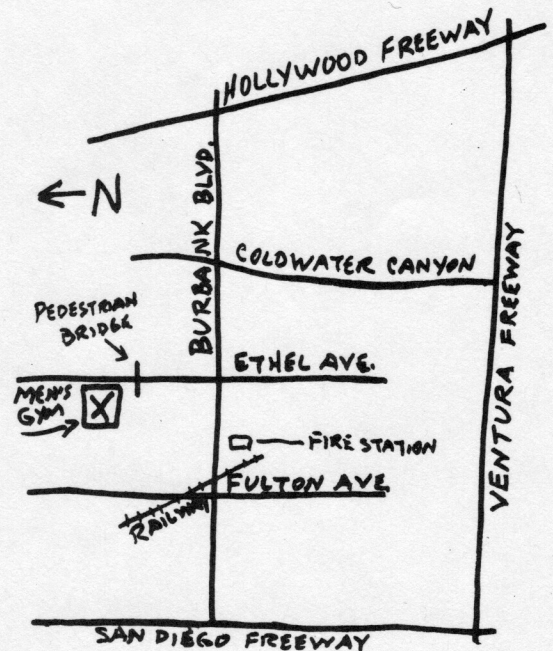 HOLLYWOOD FREEWAY
N
BURBANK BLVD.
COLDWATER CANYON
VENTURA FREEWAY
PEDESTRIAN
BRIDGE
ETHEL AVE.
MEN'S
GYM
X
FIRE STATION
FULTON AVE.
RAILWAY
SAN DIEGO FREEWAY